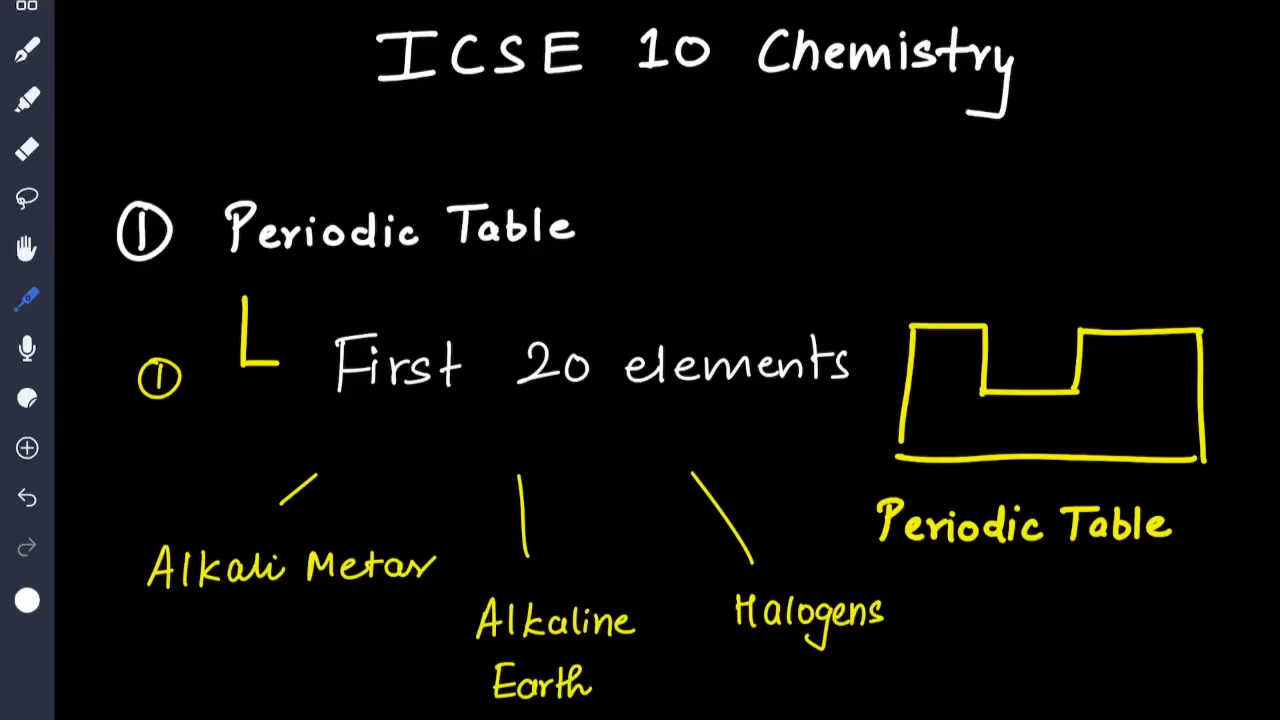 ICSE 10 Chemistry
① Periodic Table
① First 20 elements
Periodic Table
Alkali Metar
Halogens
Alkaline
Earth